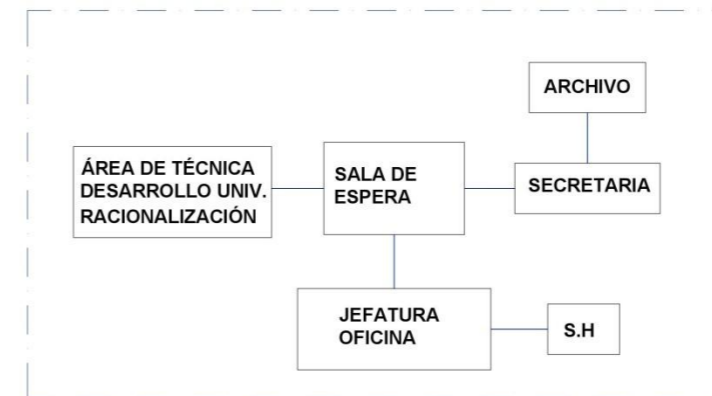 ARCHIVO
ÁREA DE TÉCNICA
DESARROLLO UNIV.
RACIONALIZACIÓN
SALA DE
ESPERA
SECRETARIA
JEFATURA
OFICINA
S.H